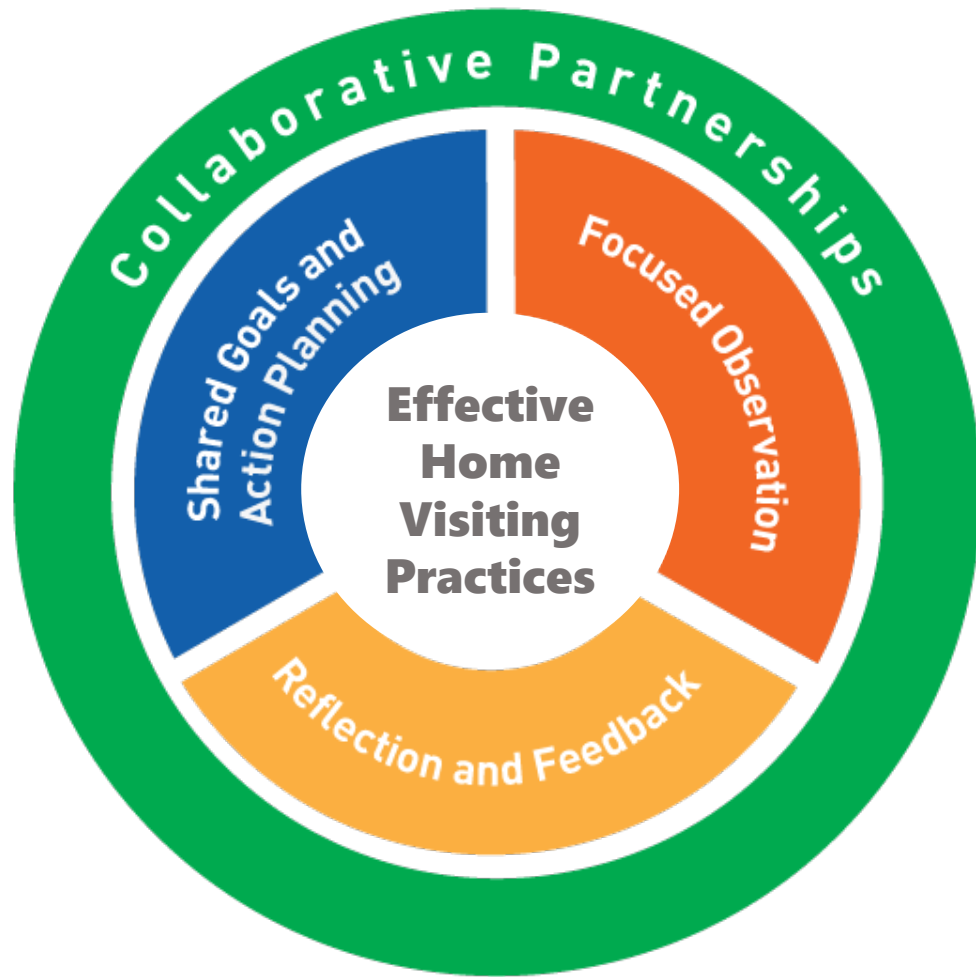 Collaborative Partnerships
Shared Goals and
Action Planning
Focused Observation
Effective
Home
Visiting
Practices
Reflection and Feedback